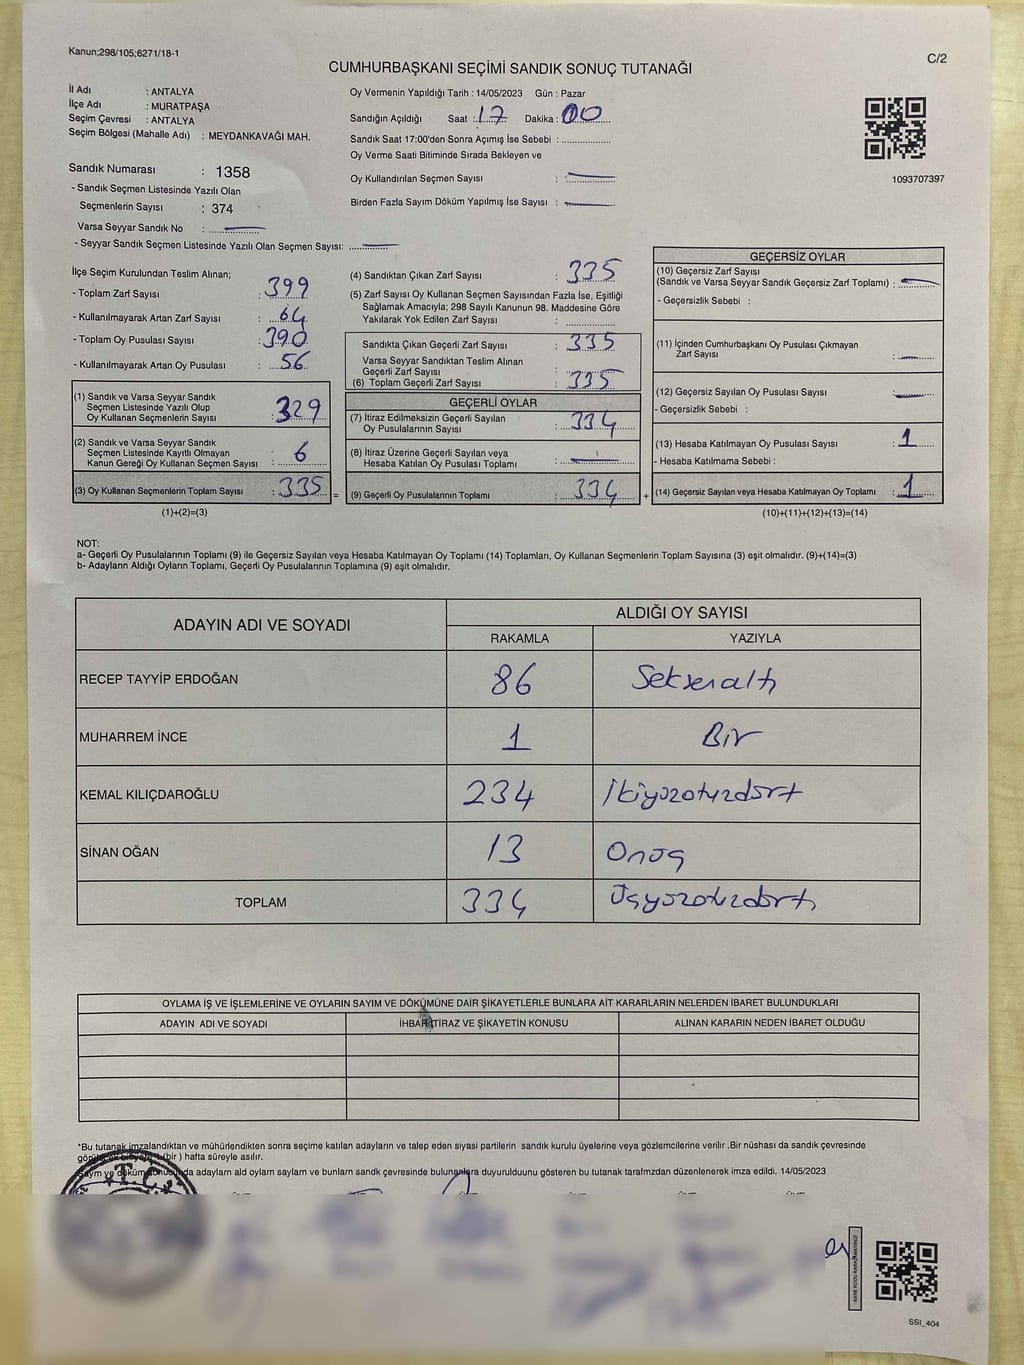 Kanun;298/105;6271/18-1
C/2
CUMHURBAŞKANI SEÇİMİ SANDIK SONUÇ TUTANAĞI
İl Adı : ANTALYA
İlçe Adı : MURATPAŞA
Seçim Çevresi : ANTALYA
Seçim Bölgesi (Mahalle Adı) : MEYDANKAVAĞI MAH.
Sandık Numarası : 1358
- Sandık Seçmen Listesinde Yazılı Olan
Seçmenlerin Sayısı : 374
Varsa Seyyar Sandık No :
- Seyyar Sandık Seçmen Listesinde Yazılı Olan Seçmen Sayısı:
Oy Vermenin Yapıldığı Tarih : 14/05/2023 Gün : Pazar
Sandığın Açıldığı Saat : 17 Dakika : 00
Sandık Saat 17:00'den Sonra Açımış İse Sebebi :
Oy Verme Saati Bitiminde Sırada Bekleyen ve
Oy Kullandırılan Seçmen Sayısı :
Birden Fazla Sayım Döküm Yapılmış İse Sayısı :
1093707397
İlçe Seçim Kurulundan Teslim Alınan;
- Toplam Zarf Sayısı : 399
- Kullanılmayarak Artan Zarf Sayısı : 64
- Toplam Oy Pusulası Sayısı : 390
- Kullanılmayarak Artan Oy Pusulası : 56
(1) Sandık ve Varsa Seyyar Sandık
Seçmen Listesinde Yazılı Olup
Oy Kullanan Seçmenlerin Sayısı : 329
(2) Sandık ve Varsa Seyyar Sandık
Seçmen Listesinde Kayıtlı Olmayan
Kanun Gereği Oy Kullanan Seçmen Sayısı : 6
(3) Oy Kullanan Seçmenlerin Toplam Sayısı : 335 =
(1)+(2)=(3)
(4) Sandıktan Çıkan Zarf Sayısı : 335
(5) Zarf Sayısı Oy Kullanan Seçmen Sayısından Fazla İse, Eşitliği
Sağlamak Amacıyla; 298 Sayılı Kanunun 98. Maddesine Göre
Yakılarak Yok Edilen Zarf Sayısı :
Sandıkta Çıkan Geçerli Zarf Sayısı : 335
Varsa Seyyar Sandıktan Teslim Alınan
Geçerli Zarf Sayısı :
(6) Toplam Geçerli Zarf Sayısı : 335
GEÇERLİ OYLAR
(7) İtiraz Edilmeksizin Geçerli Sayılan
Oy Pusulalarının Sayısı : 334
(8) İtiraz Üzerine Geçerli Sayılan veya
Hesaba Katılan Oy Pusulası Toplamı :
(9) Geçerli Oy Pusulalarının Toplamı : 334 +
GEÇERSİZ OYLAR
(10) Geçersiz Zarf Sayısı
(Sandık ve Varsa Seyyar Sandık Geçersiz Zarf Toplamı) :
- Geçersizlik Sebebi :
(11) İçinden Cumhurbaşkanı Oy Pusulası Çıkmayan
Zarf Sayısı :
(12) Geçersiz Sayılan Oy Pusulası Sayısı :
- Geçersizlik Sebebi :
(13) Hesaba Katılmayan Oy Pusulası Sayısı : 1
- Hesaba Katılmama Sebebi :
(14) Geçersiz Sayılan veya Hesaba Katılmayan Oy Toplamı : 1
(10)+(11)+(12)+(13)=(14)
NOT:
a- Geçerli Oy Pusulalarının Toplamı (9) ile Geçersiz Sayılan veya Hesaba Katılmayan Oy Toplamı (14) Toplamları, Oy Kullanan Seçmenlerin Toplam Sayısına (3) eşit olmalıdır. (9)+(14)=(3)
b- Adayların Aldığı Oyların Toplamı, Geçerli Oy Pusulalarının Toplamına (9) eşit olmalıdır.
ADAYIN ADI VE SOYADI
ALDIĞI OY SAYISI
RAKAMLA YAZIYLA
RECEP TAYYİP ERDOĞAN 86 Seksenaltı
MUHARREM İNCE 1 Bir
KEMAL KILIÇDAROĞLU 234 İkiyüzotuzdört
SİNAN OĞAN 13 Onüç
TOPLAM 334 Üçyüzotuzdört
OYLAMA İŞ VE İŞLEMLERİNE VE OYLARIN SAYIM VE DÖKÜMÜNE DAİR ŞİKAYETLERLE BUNLARA AİT KARARLARIN NELERDEN İBARET BULUNDUKLARI
ADAYIN ADI VE SOYADI İHBAR İTİRAZ VE ŞİKAYETİN KONUSU ALINAN KARARIN NEDEN İBARET OLDUĞU
*Bu tutanak imzalandıktan ve mühürlendikten sonra seçime katılan adayların ve talep eden siyasi partilerin sandık kurulu üyelerine veya gözlemcilerine verilir .Bir nüshası da sandık çevresinde
(bir ) hafta süreyle asılır.
adaylam ald oylam saylam ve bunlam sandk çevresinde bulunanlara duyurulduunu gösteren bu tutanak tarafmzdan düzenlenerek imza edildi. 14/05/2023
T.C.
SSI_404